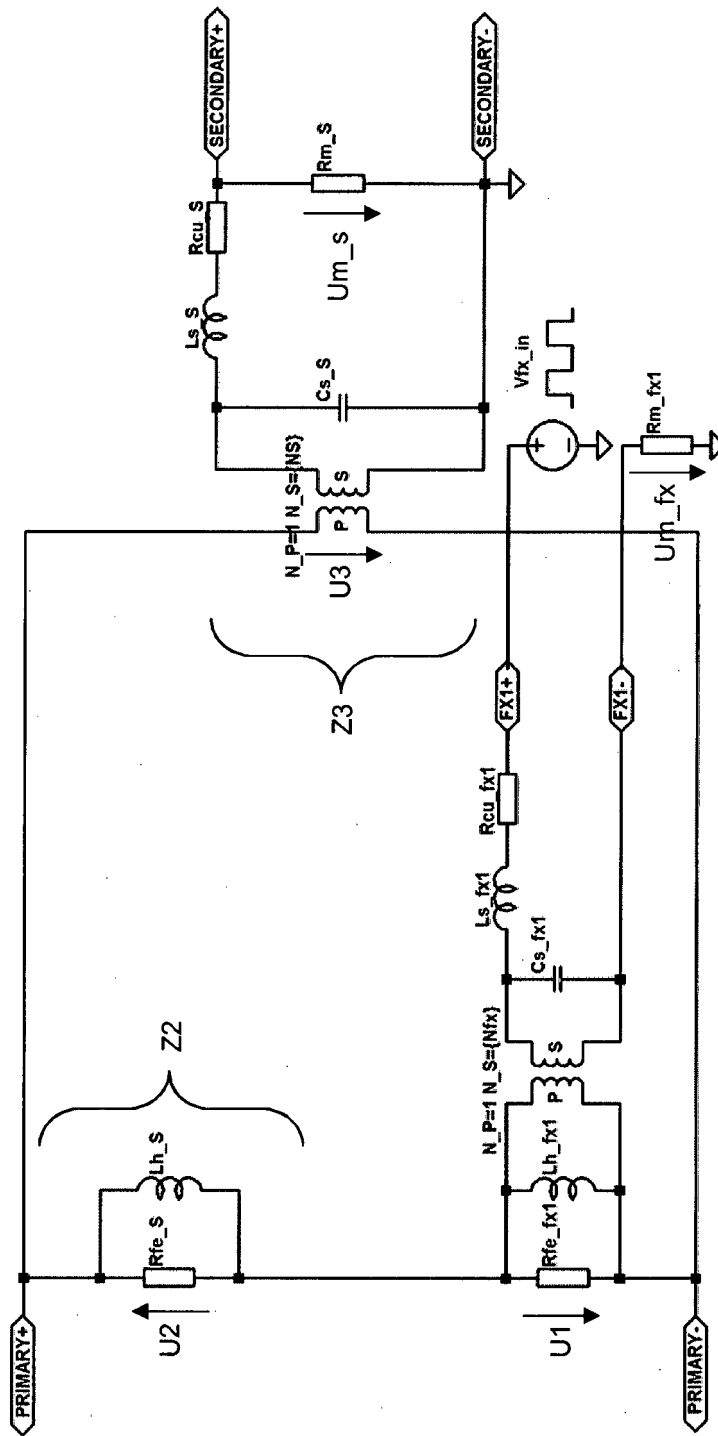 PRIMARY+
PRIMARY-
U2
U1
Rfe_S
Lh_S
Z2
Rfe_fx1
Lh_fx1
N_P=1 N_S={Nfx}
P
S
Cs_fx1
Ls_fx1
Rcu_fx1
FX1+
FX1-
Z3
U3
N_P=1 N_S={NS}
P
S
Cs_S
Ls_S
Rcu_S
Um_s
Rm_S
SECONDARY+
SECONDARY-
Vfx_in
Um_fx
Rm_fx1